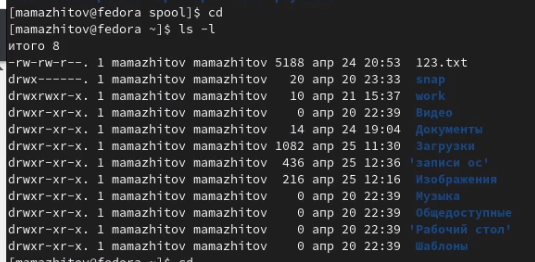 [mamazhitov@fedora spool]$ cd
[mamazhitov@fedora ~]$ ls -l
итого 8
-rw-rw-r--. 1 mamazhitov mamazhitov 5188 апр 24 20:53  123.txt
drwx------. 1 mamazhitov mamazhitov   20 апр 20 23:33  snap
drwxrwxr-x. 1 mamazhitov mamazhitov   10 апр 21 15:37  work
drwxr-xr-x. 1 mamazhitov mamazhitov    0 апр 20 22:39  Видео
drwxr-xr-x. 1 mamazhitov mamazhitov   14 апр 24 19:04  Документы
drwxr-xr-x. 1 mamazhitov mamazhitov 1082 апр 25 11:30  Загрузки
drwxr-xr-x. 1 mamazhitov mamazhitov  436 апр 25 12:36 'записи ос'
drwxr-xr-x. 1 mamazhitov mamazhitov  216 апр 25 12:16  Изображения
drwxr-xr-x. 1 mamazhitov mamazhitov    0 апр 20 22:39  Музыка
drwxr-xr-x. 1 mamazhitov mamazhitov    0 апр 20 22:39  Общедоступные
drwxr-xr-x. 1 mamazhitov mamazhitov    0 апр 20 22:39 'Рабочий стол'
drwxr-xr-x. 1 mamazhitov mamazhitov    0 апр 20 22:39  Шаблоны
[mamazhitov@fedora ~]$ cd